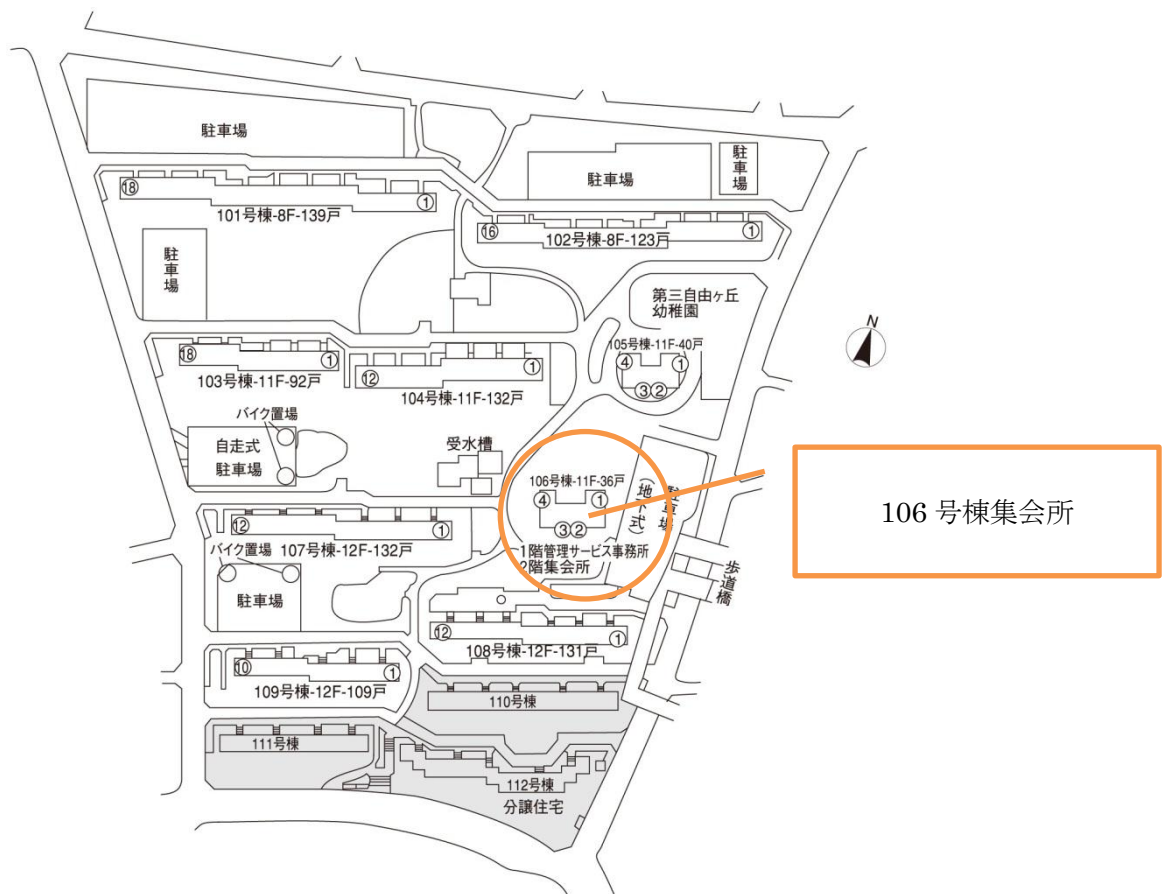 駐車場
駐車場
駐車場
⑱
①
101号棟-8F-139戸
⑯
①
102号棟-8F-123戸
駐車場
第三自由ヶ丘
幼稚園
N
105号棟-11F-40戸
④
①
③②
⑱
①
103号棟-11F-92戸
⑫
①
104号棟-11F-132戸
バイク置場
自走式
駐車場
受水槽
106号棟-11F-36戸
④
①
③②
1階管理サービス事務所
2階集会所
駐車場
(地下式)
106 号棟集会所
歩道橋
⑫
①
107号棟-12F-132戸
バイク置場
駐車場
⑫
①
108号棟-12F-131戸
⑩
①
109号棟-12F-109戸
110号棟
111号棟
112号棟
分譲住宅